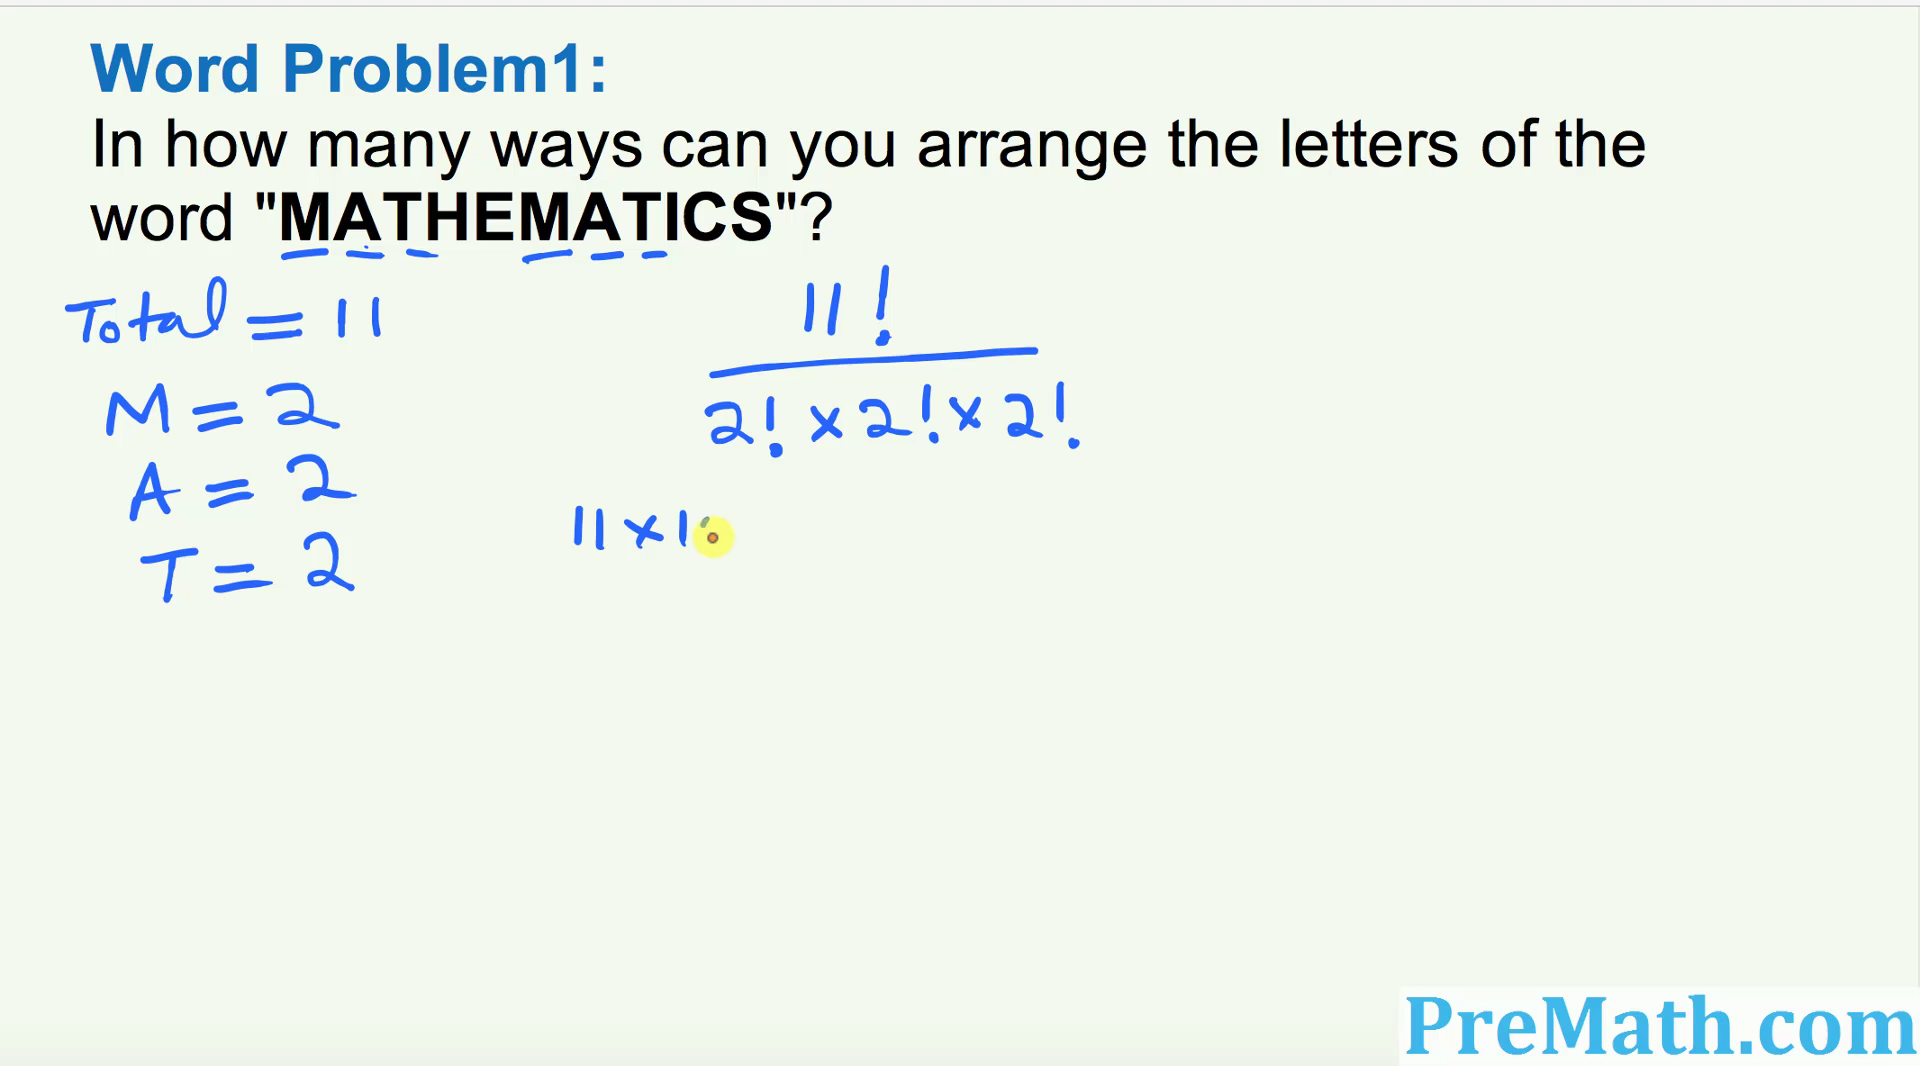 Word Problem1:
In how many ways can you arrange the letters of the
word "MATHEMATICS"?
Total = 11
M = 2
A = 2
T = 2
11!
2! × 2! × 2!
11 × 1
PreMath.com